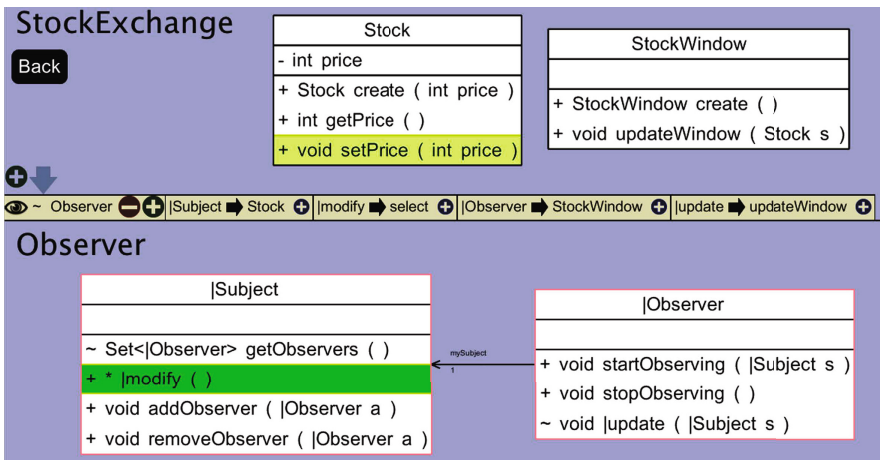 StockExchange
Back
Stock
- int price
+ Stock create ( int price )
+ int getPrice ( )
+ void setPrice ( int price )
StockWindow
+ StockWindow create ( )
+ void updateWindow ( Stock s )
~ Observer |Subject Stock |modify select |Observer StockWindow |update updateWindow
Observer
|Subject
~ Set<|Observer> getObservers ( )
+ * |modify ( )
+ void addObserver ( |Observer a )
+ void removeObserver ( |Observer a )
mySubject
1
|Observer
+ void startObserving ( |Subject s )
+ void stopObserving ( )
~ void |update ( |Subject s )